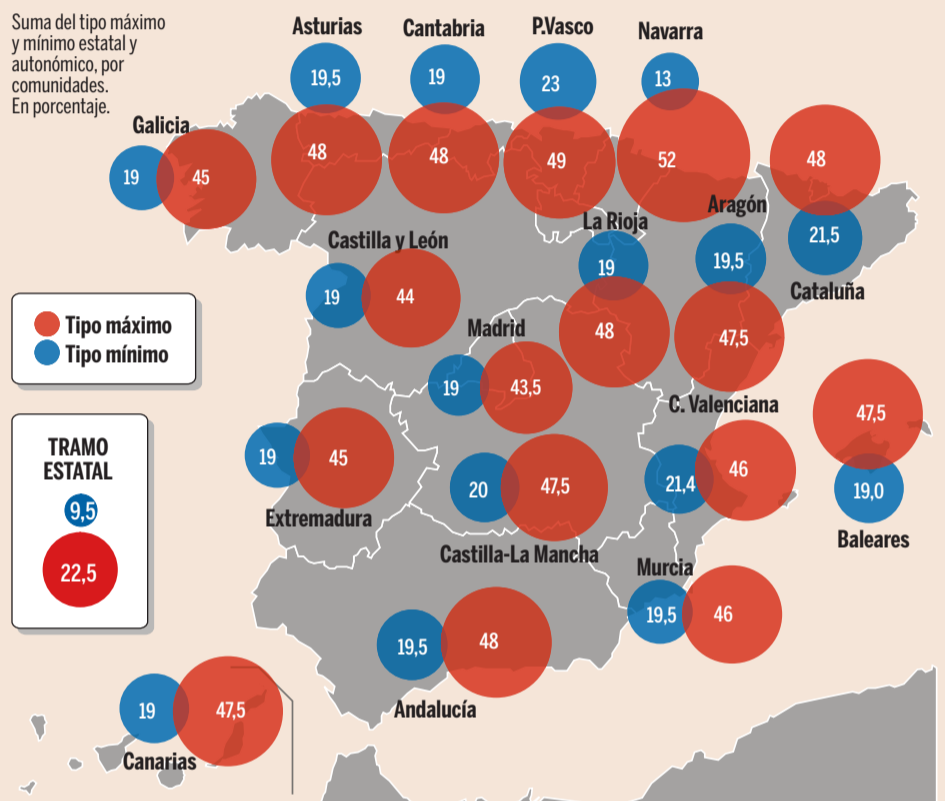 Suma del tipo máximo
y mínimo estatal y
autonómico, por
comunidades.
En porcentaje.
Asturias
19,5
48
Cantabria
19
48
P.Vasco
23
49
Navarra
13
52
Galicia
19
45
48
21,5
Cataluña
La Rioja
19
48
Aragón
19,5
47,5
Castilla y León
19
44
Tipo máximo
Tipo mínimo
Madrid
19
43,5
C. Valenciana
21,4
46
47,5
19,0
Baleares
TRAMO
ESTATAL
9,5
22,5
19
45
Extremadura
20
47,5
Castilla-La Mancha
Murcia
19,5
46
19,5
48
Andalucía
19
47,5
Canarias